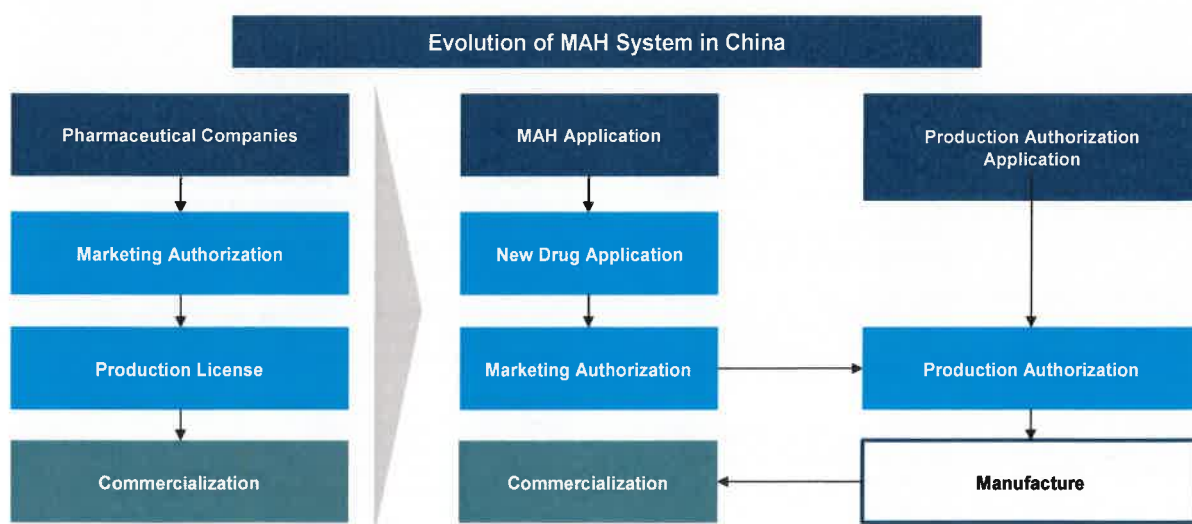 Evolution of MAH System in China
Pharmaceutical Companies
Marketing Authorization
Production License
Commercialization
MAH Application
New Drug Application
Marketing Authorization
Commercialization
Production Authorization
Application
Production Authorization
Manufacture